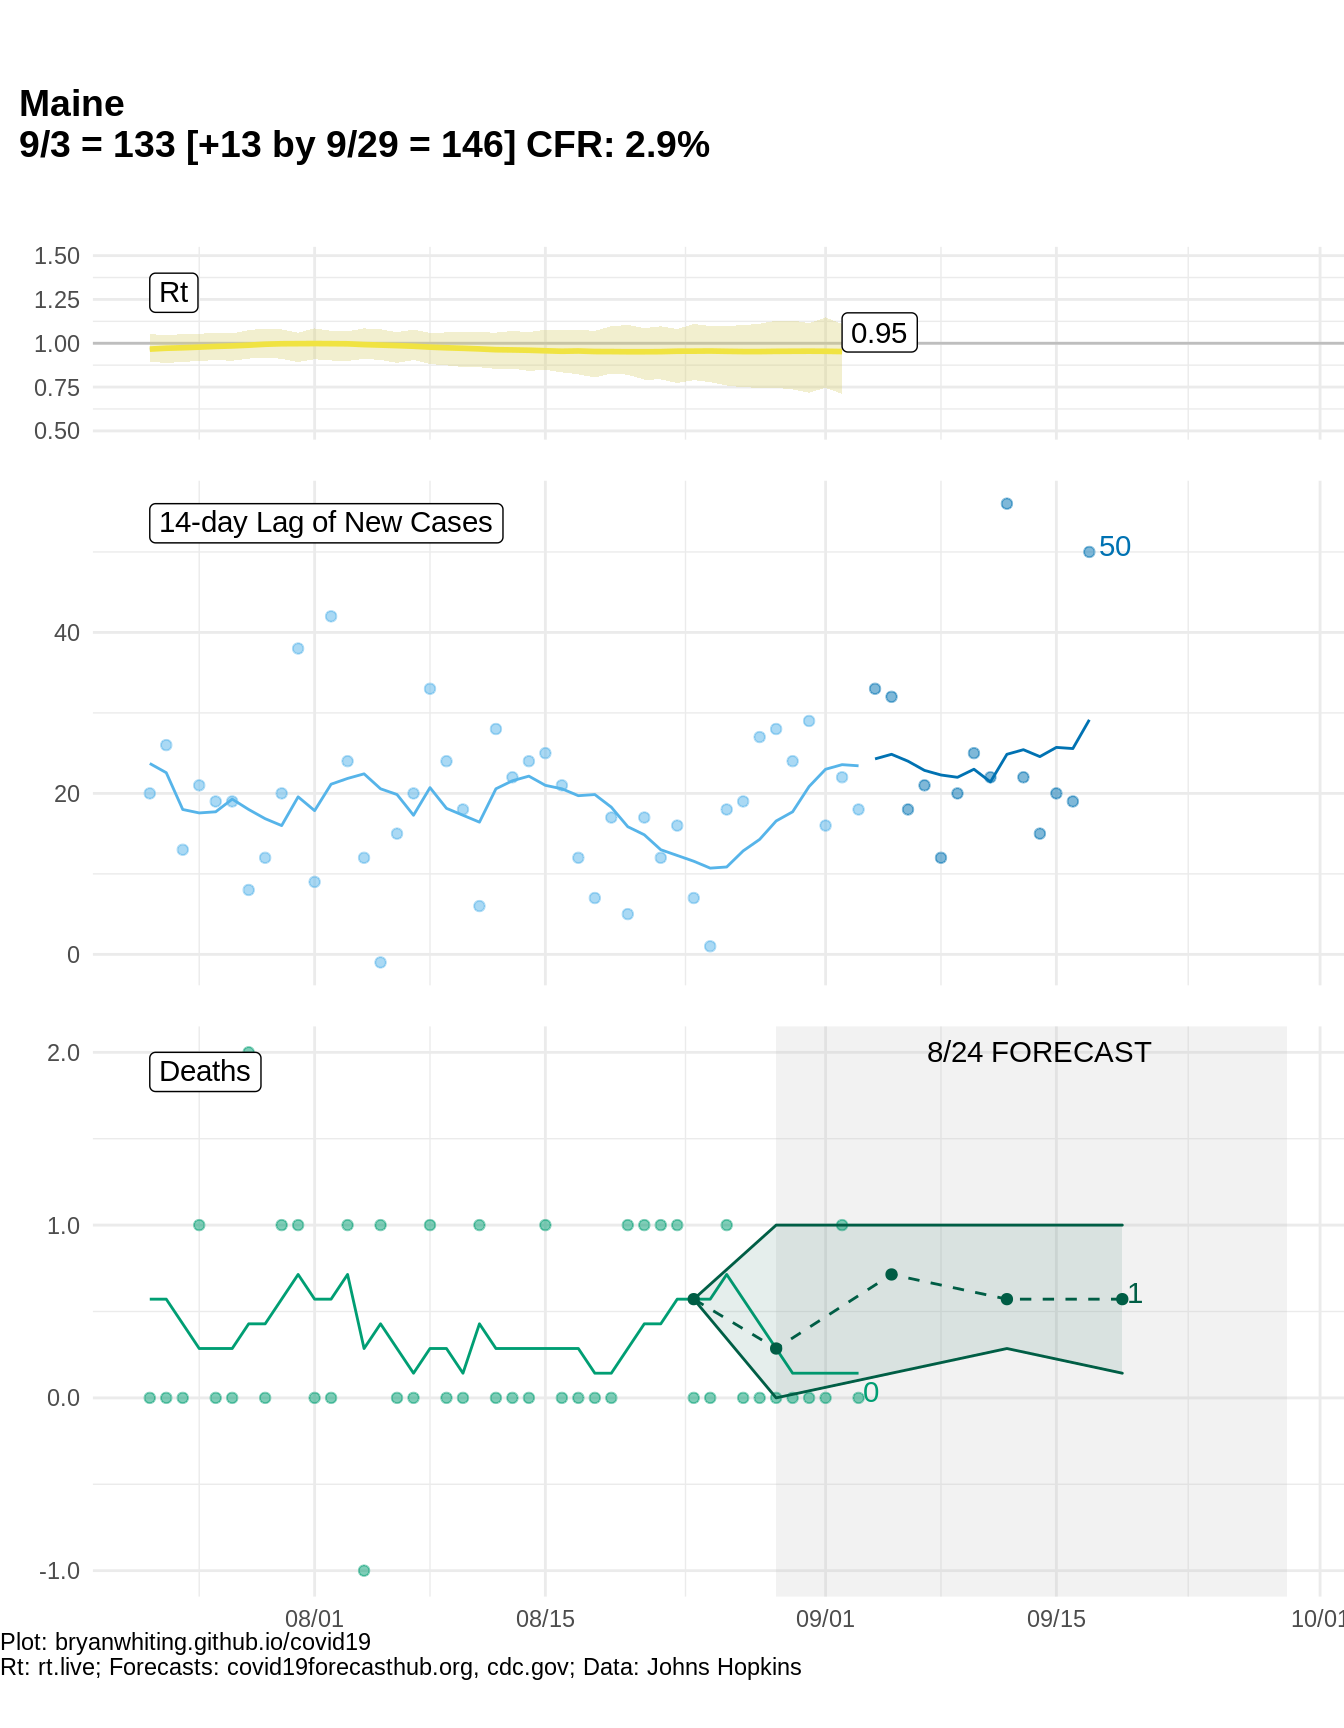 Maine
9/3 = 133 [+13 by 9/29 = 146] CFR: 2.9%
1.50
Rt
1.25
1.00
0.95
0.75
0.50
14-day Lag of New Cases
50
40
20
0
8/24 FORECAST
2.0
Deaths
1.0
1
0.0
0
-1.0
08/01 08/15 09/01 09/15 10/01
Plot: bryanwhiting.github.io/covid19
Rt: rt.live; Forecasts: covid19forecasthub.org, cdc.gov; Data: Johns Hopkins